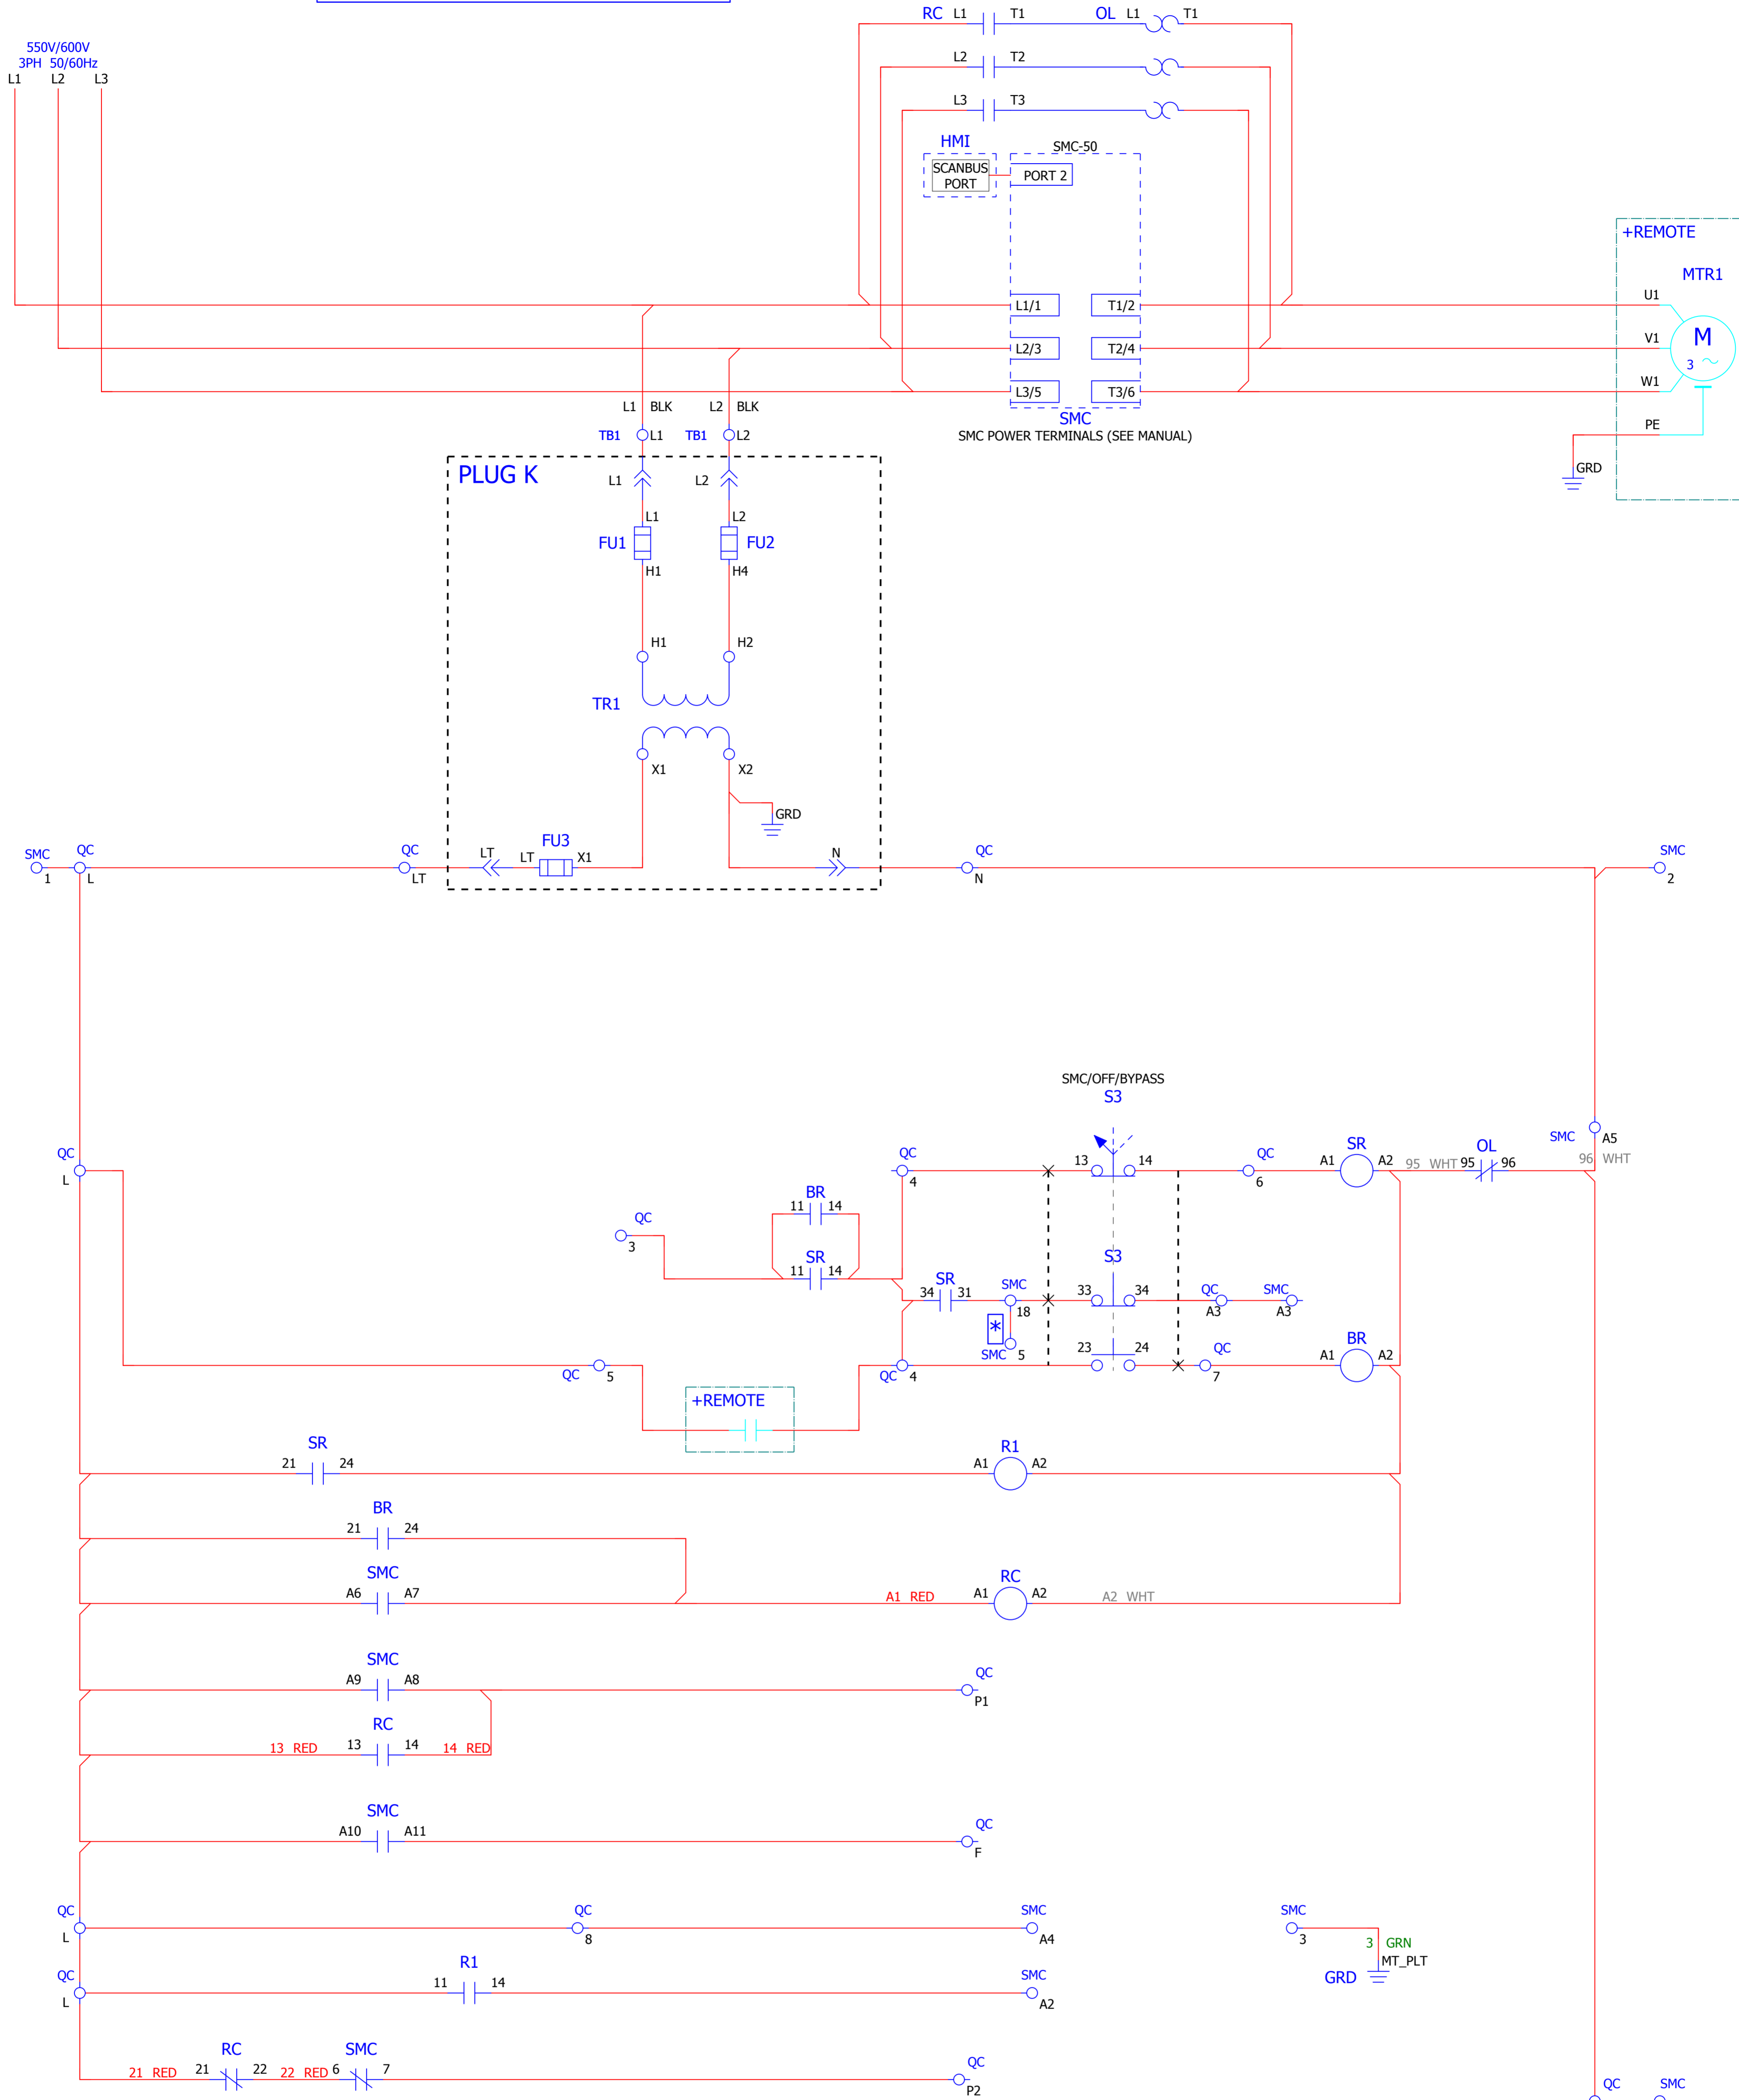 RC L1 T1 OL L1 T1
550V/600V
3PH 50/60Hz
L1 L2 L3
L2 T2
L3 T3
HMI
SMC-50
SCANBUS
PORT
PORT 2
+REMOTE
MTR1
L1/1 T1/2 U1
L2/3 T2/4 V1 M
3
L3/5 T3/6 W1
L1 BLK L2 BLK
SMC
SMC POWER TERMINALS (SEE MANUAL)
PE
TB1 L1 TB1 L2
GRD
PLUG K
L1 L2
L1 L2
FU1 FU2
H1 H4
H1 H2
TR1
X1 X2
GRD
SMC QC QC FU3 QC SMC
LT LT X1 N
1 L LT N 2
SMC/OFF/BYPASS
S3
SMC A5
QC QC 13 14 QC SR OL
A1 A2 95 WHT 95 96 96 WHT
L 4 6
BR
11 14
QC
3
SR S3
11 14
SR SMC
34 31 33 34 QC SMC
18 A3 A3
*
SMC 5
23 24 QC BR
A1 A2
QC 5 QC 4 7
+REMOTE
SR R1
21 24 A1 A2
BR
21 24
SMC RC
A6 A7 A1 RED A1 A2 A2 WHT
SMC QC
A9 A8
P1
RC
13 RED 13 14 14 RED
SMC QC
A10 A11
F
QC QC SMC SMC
L 8 A4 3
3 GRN
MT_PLT
GRD
QC R1 SMC
11 14
L A2
RC SMC QC
21 RED 21 22 22 RED 6 7
P2
QC SMC